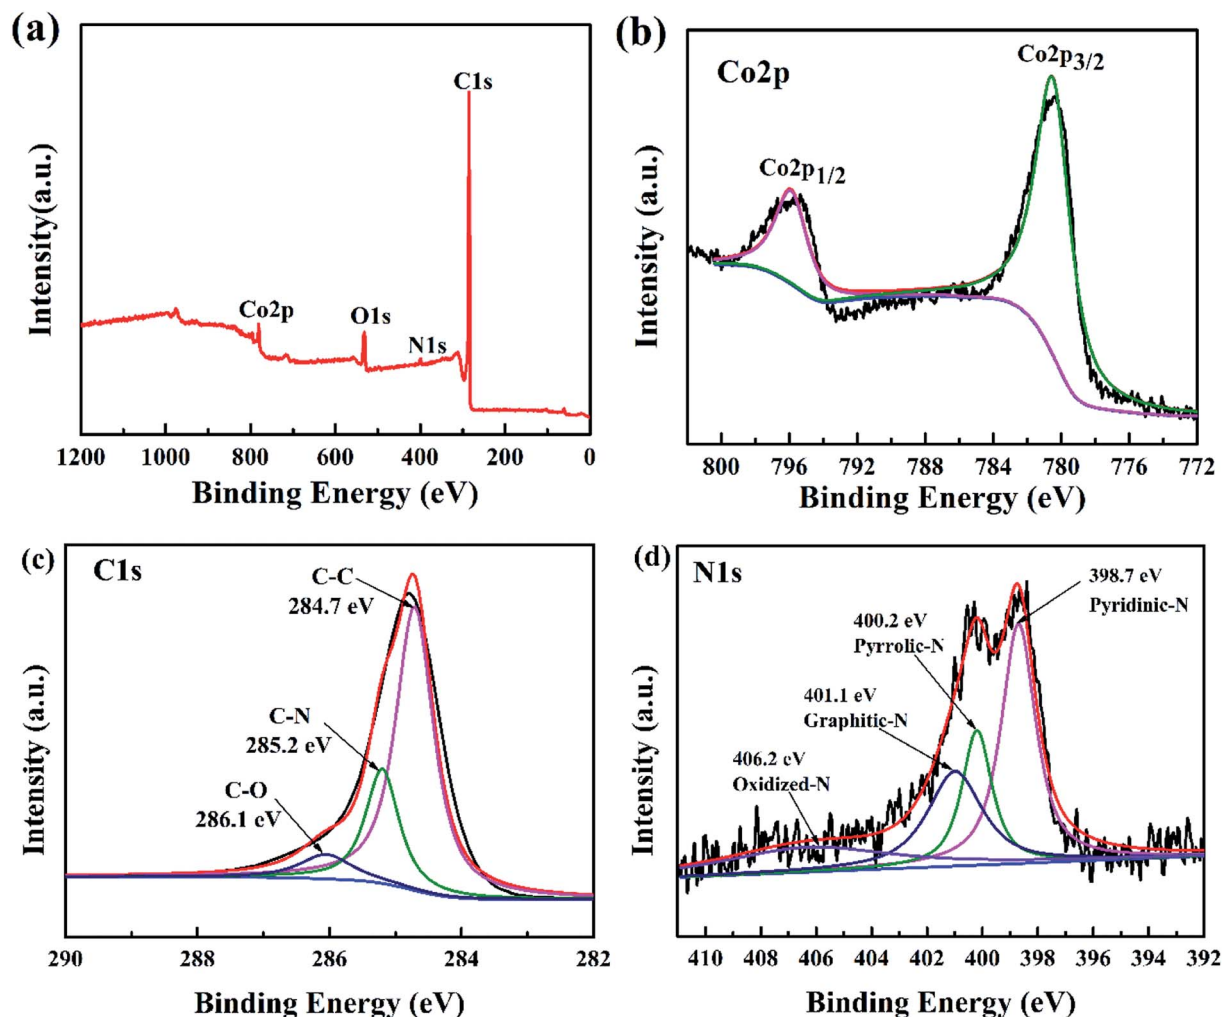 (a)
C1s
Co2p
O1s
N1s
Intensity(a.u.)
1200 1000 800 600 400 200 0
Binding Energy (eV)
(b)
Co2p
Co2p3/2
Co2p1/2
Intensity (a.u.)
800 796 792 788 784 780 776 772
Binding Energy (eV)
(c)
C1s
C-C
284.7 eV
C-N
285.2 eV
C-O
286.1 eV
Intensity (a.u.)
290 288 286 284 282
Binding Energy (eV)
(d)
N1s
398.7 eV
Pyridinic-N
400.2 eV
Pyrrolic-N
401.1 eV
Graphitic-N
406.2 eV
Oxidized-N
Intensity (a.u.)
410 408 406 404 402 400 398 396 394 392
Binding Energy (eV)